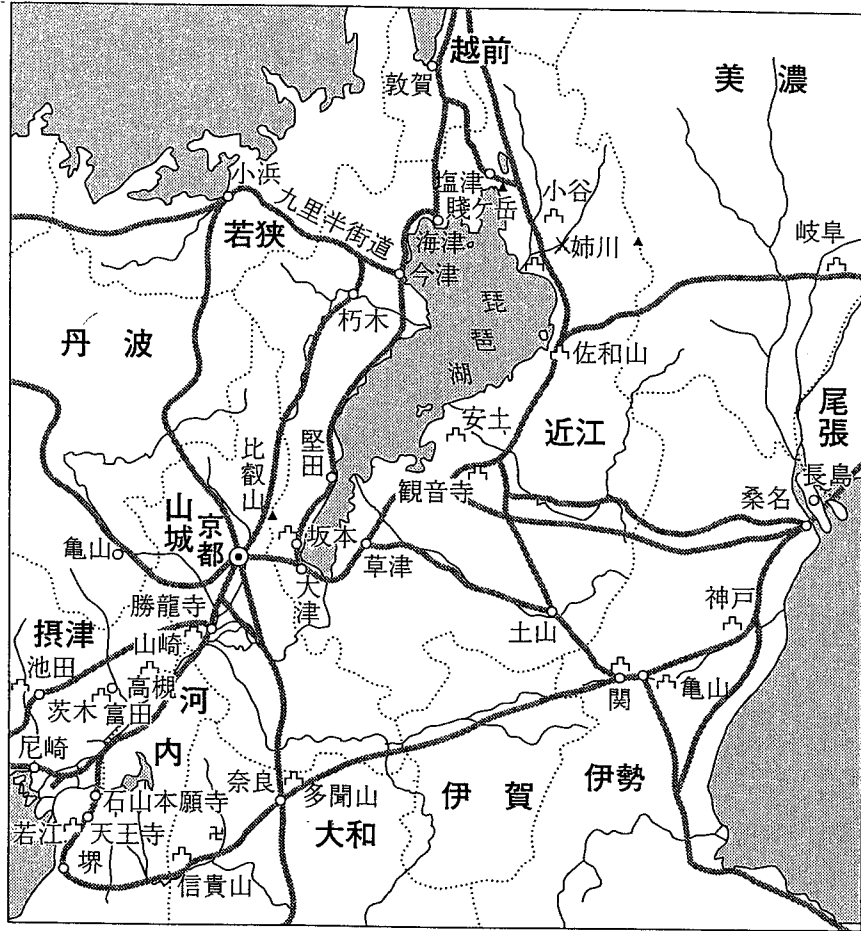 越前
美濃
敦賀
小浜
塩津
小谷
賤ヶ岳
九里半街道
若狭
海津
姉川
岐阜
今津
琵琶湖
朽木
丹波
佐和山
尾張
安土
近江
比叡山
堅田
長島
観音寺
桑名
山城
京都
坂本
亀山
草津
大津
勝龍寺
神戸
摂津
山崎
土山
池田
高槻
河内
関
亀山
茨木
富田
尼崎
奈良
伊賀
伊勢
石山本願寺
多聞山
若江
天王寺
大和
堺
信貴山